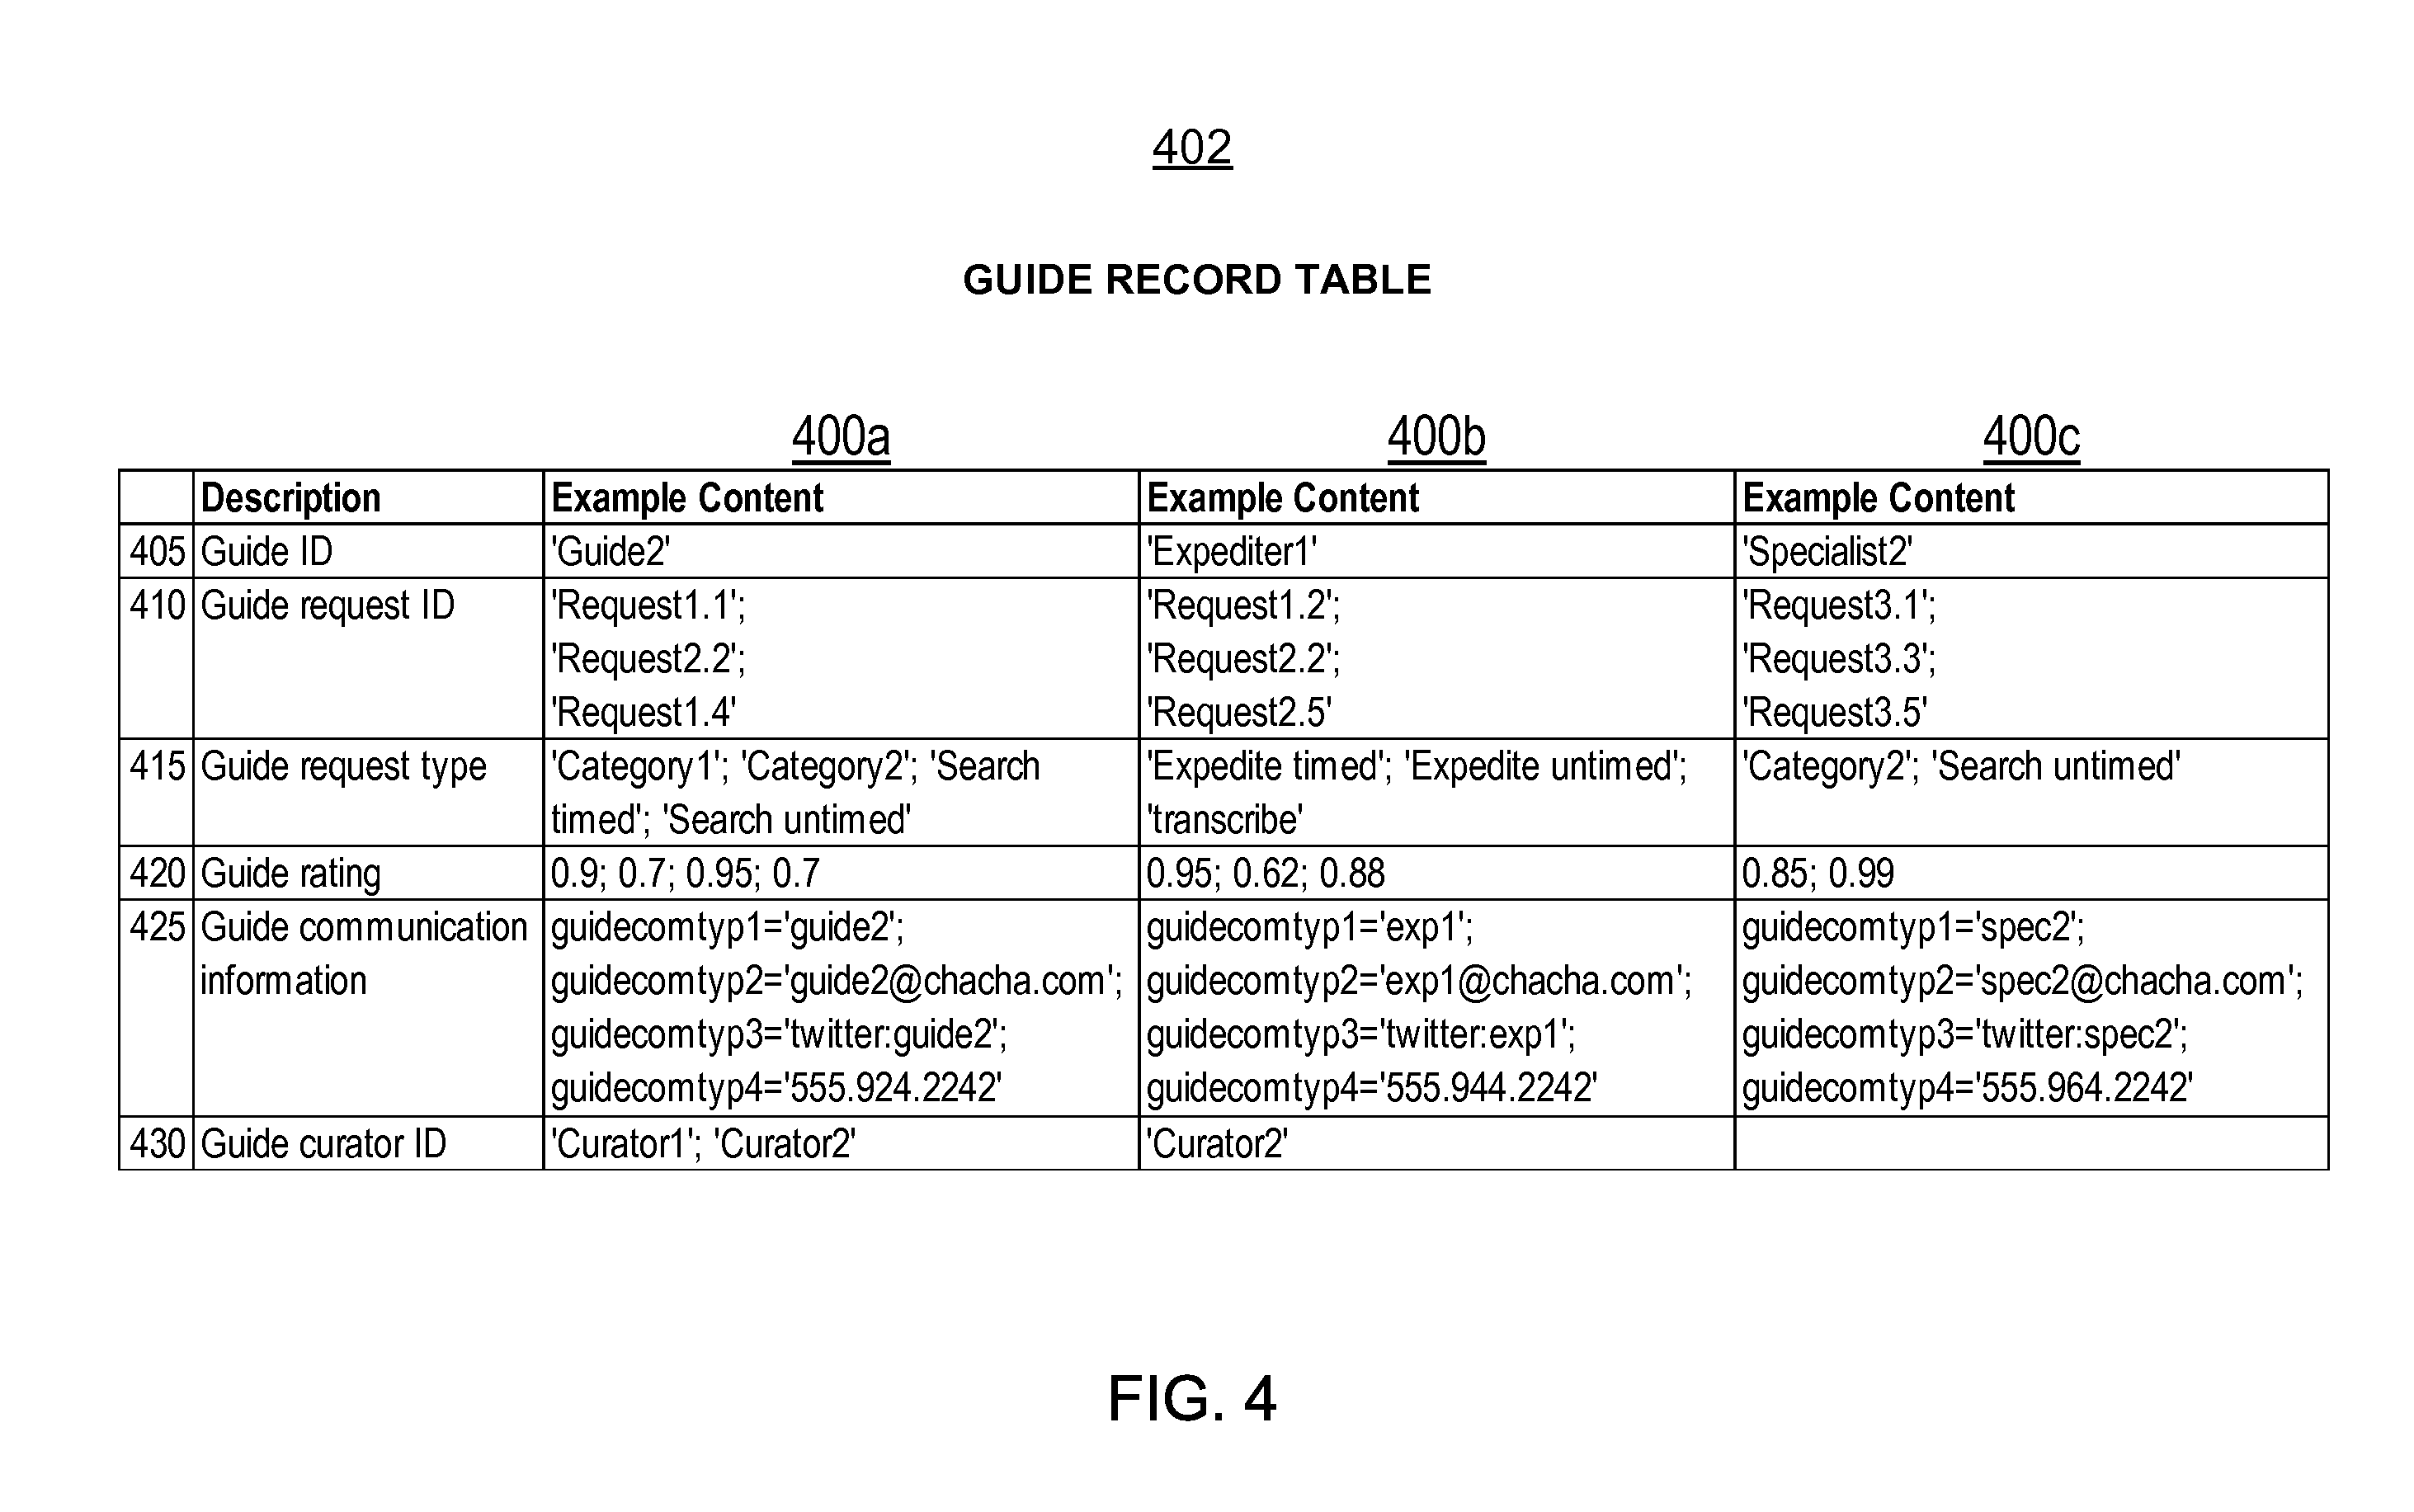 402
GUIDE RECORD TABLE
400a 400b 400c
Description Example Content Example Content Example Content
405 Guide ID 'Guide2' 'Expediter1' 'Specialist2'
410 Guide request ID 'Request1.1'; 'Request1.2'; 'Request3.1';
'Request2.2'; 'Request2.2'; 'Request3.3';
'Request1.4' 'Request2.5' 'Request3.5'
415 Guide request type 'Category1'; 'Category2'; 'Search 'Expedite timed'; 'Expedite untimed'; 'Category2'; 'Search untimed'
timed'; 'Search untimed' 'transcribe'
420 Guide rating 0.9; 0.7; 0.95; 0.7 0.95; 0.62; 0.88 0.85; 0.99
425 Guide communication guidecomtyp1='guide2'; guidecomtyp1='exp1'; guidecomtyp1='spec2';
information guidecomtyp2='guide2@chacha.com'; guidecomtyp2='exp1@chacha.com'; guidecomtyp2='spec2@chacha.com';
guidecomtyp3='twitter:guide2'; guidecomtyp3='twitter:exp1'; guidecomtyp3='twitter:spec2';
guidecomtyp4='555.924.2242' guidecomtyp4='555.944.2242' guidecomtyp4='555.964.2242'
430 Guide curator ID 'Curator1'; 'Curator2' 'Curator2'
FIG. 4